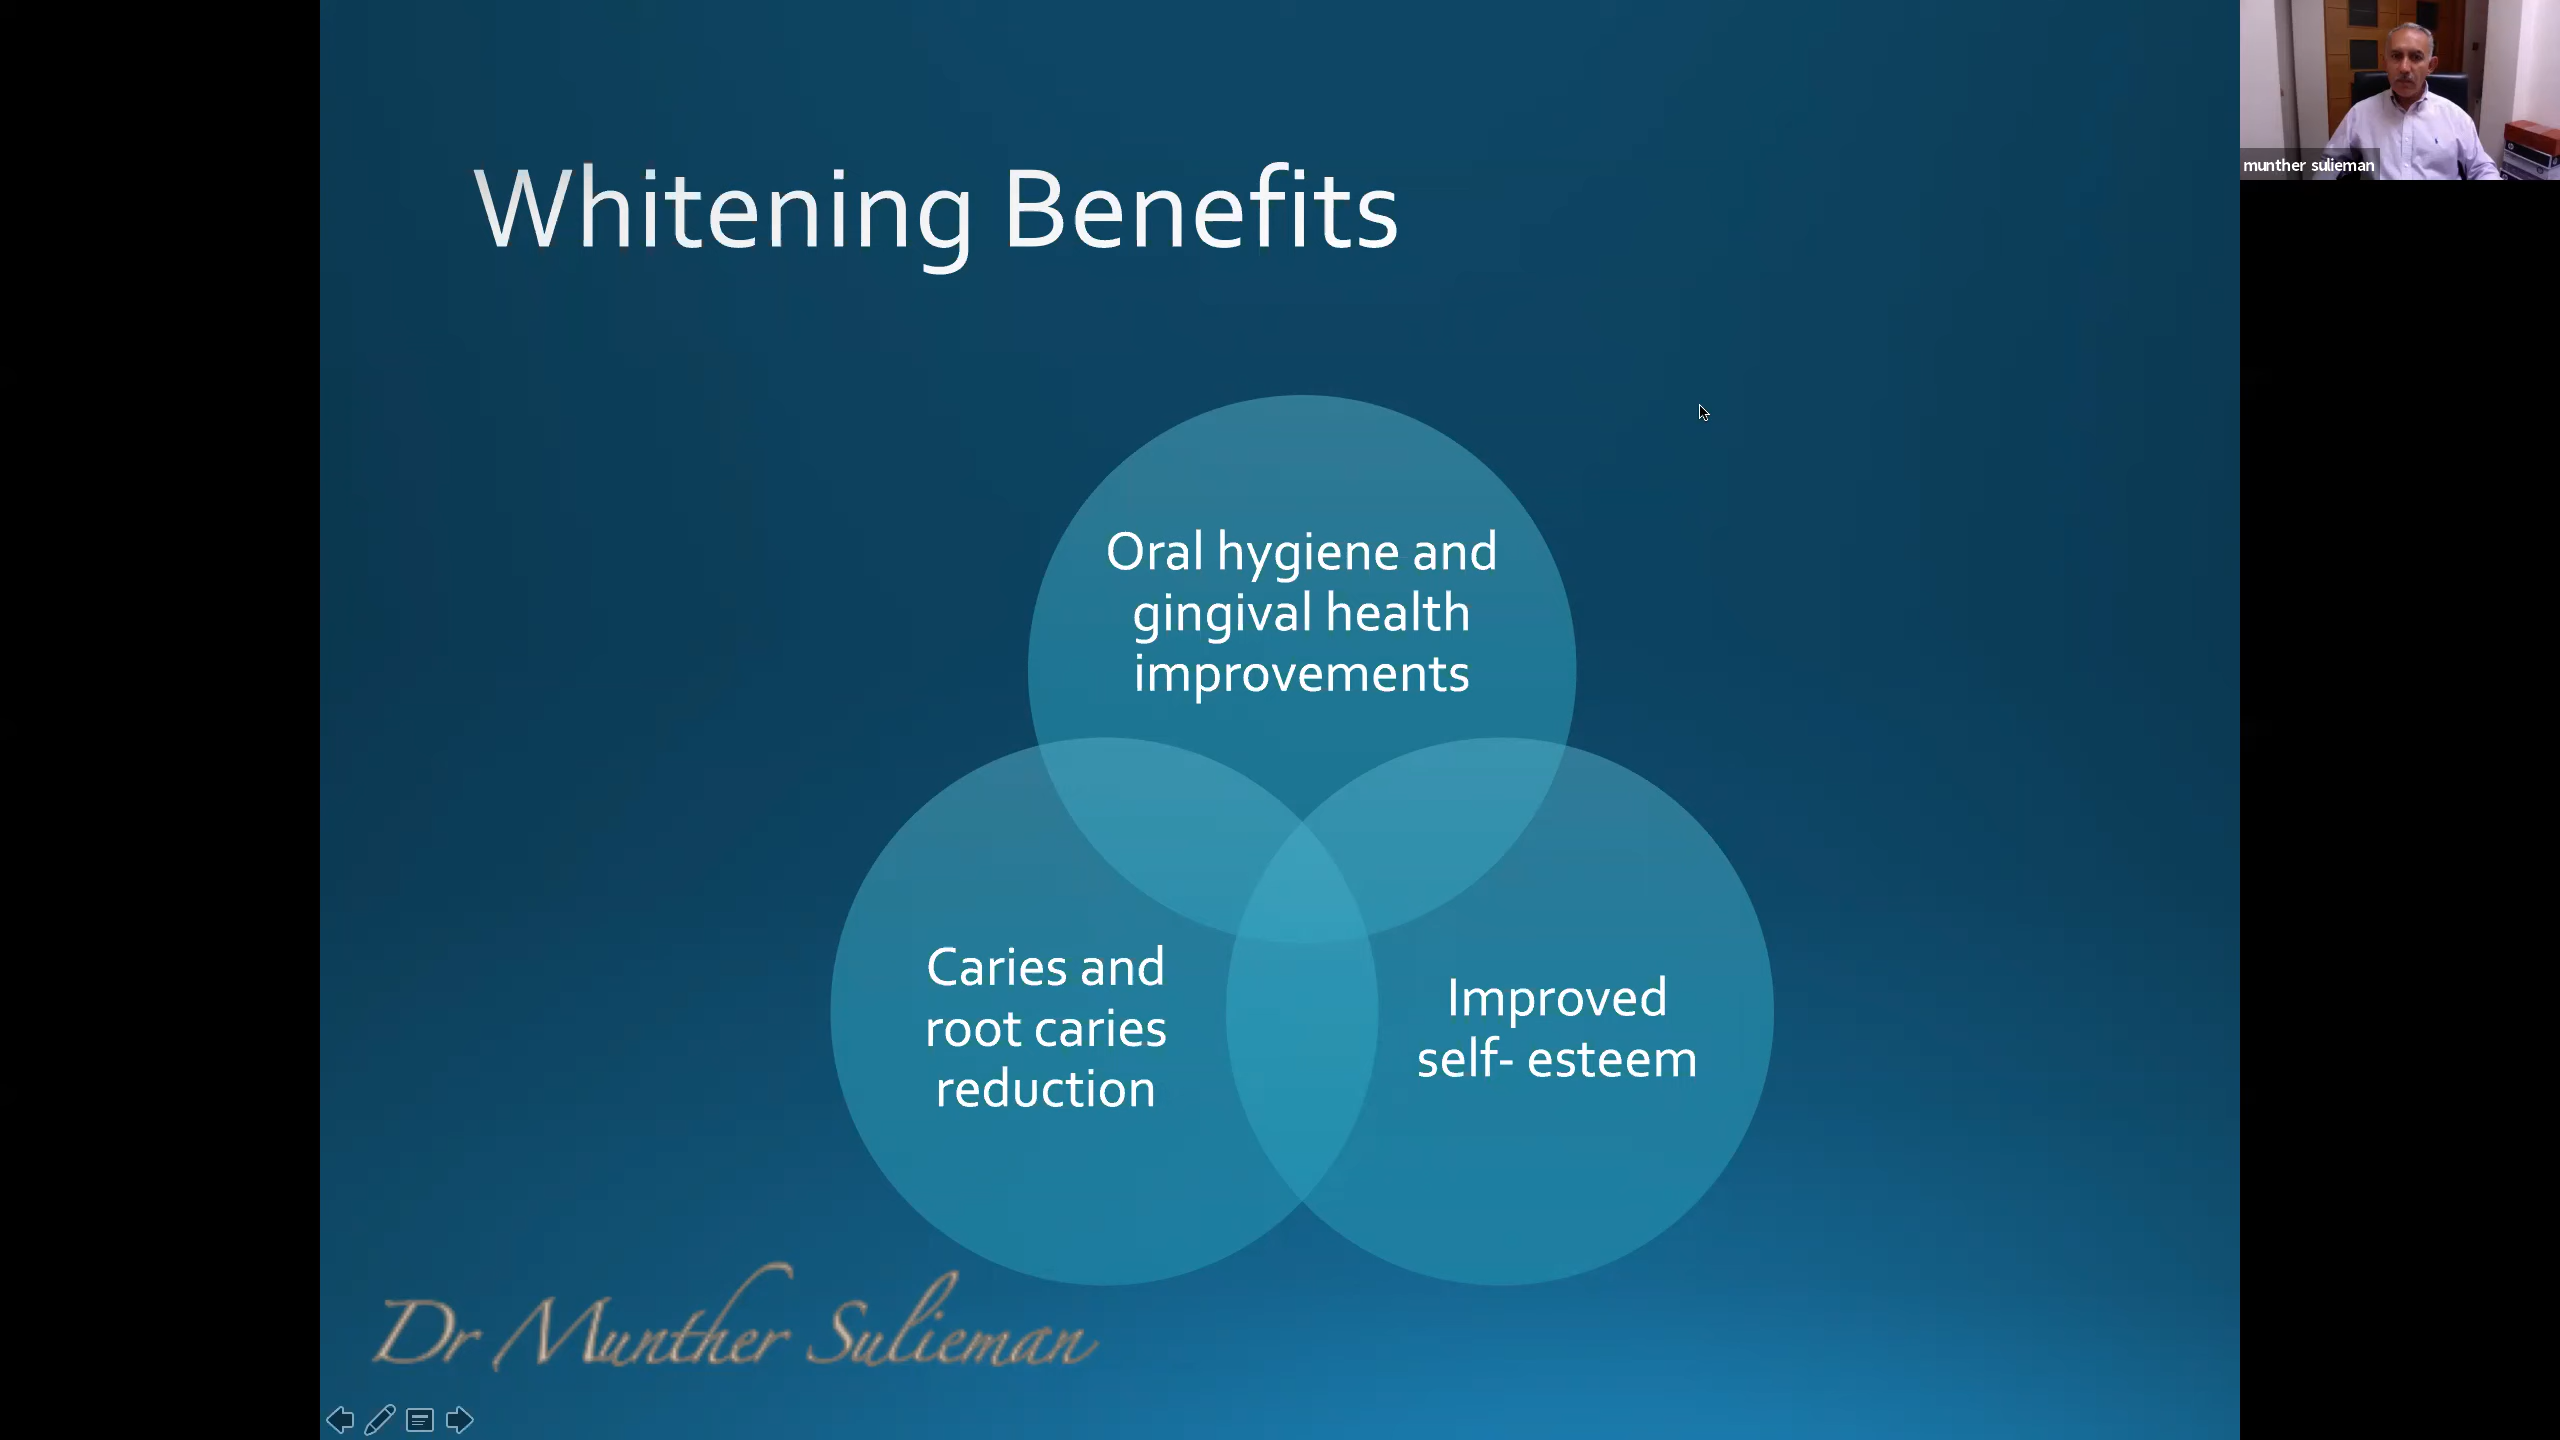 Whitening Benefits
munther sulieman
Oral hygiene and
gingival health
improvements
Caries and
root caries
reduction
Improved
self- esteem
Dr Munther Sulieman